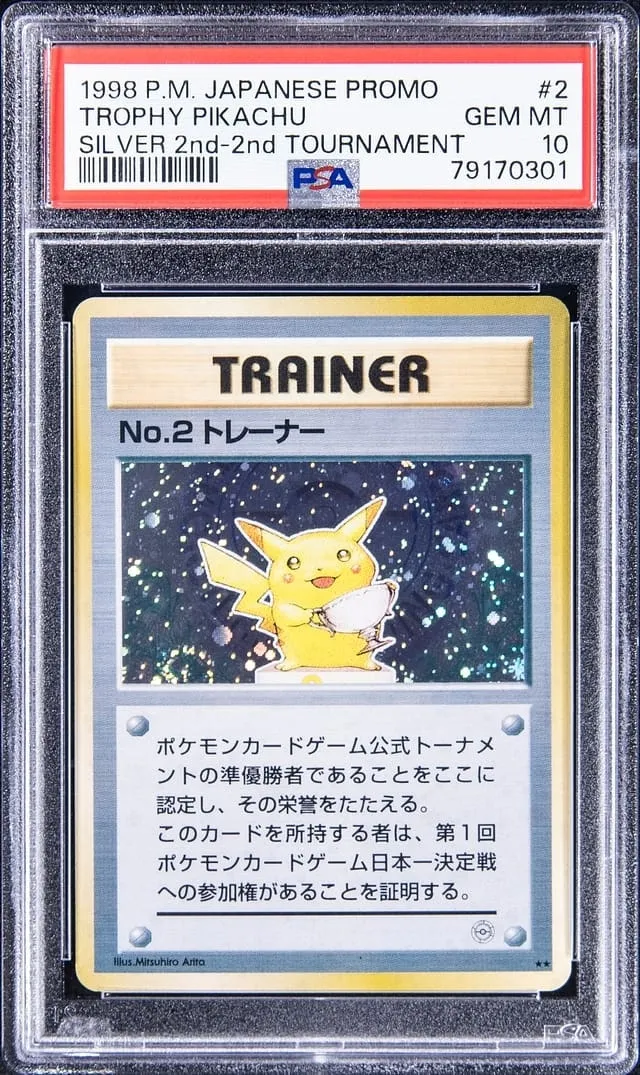 1998 P.M. JAPANESE PROMO #2
TROPHY PIKACHU GEM MT
SILVER 2nd-2nd TOURNAMENT 10
PSA 79170301
TRAINER
No.2 トレーナー
ポケモンカードゲーム公式トーナメ
ントの準優勝者であることをここに
認定し、その栄誉をたたえる。
このカードを所持する者は、第1回
ポケモンカードゲーム日本一決定戦
への参加権があることを証明する。
Illus.Mitsuhiro Arita ★★
PSA